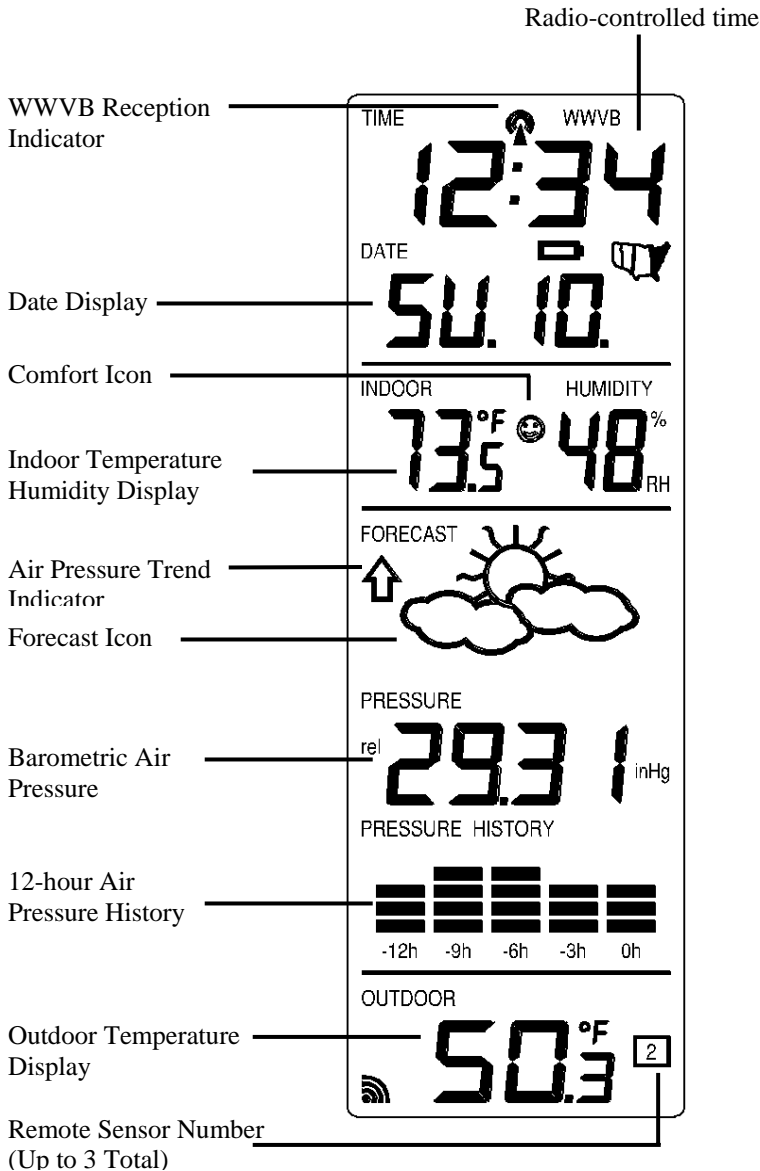 Radio-controlled time
WWVB Reception
Indicator
TIME WWVB
12:34
DATE
Date Display
SU. 10.
Comfort Icon
INDOOR HUMIDITY
73.5 °F 48 % RH
Indoor Temperature
Humidity Display
FORECAST
Air Pressure Trend
Indicator
Forecast Icon
PRESSURE
rel 29.31 inHg
Barometric Air
Pressure
PRESSURE HISTORY
12-hour Air
Pressure History
-12h -9h -6h -3h 0h
OUTDOOR
Outdoor Temperature
Display
50.3 °F 2
Remote Sensor Number
(Up to 3 Total)